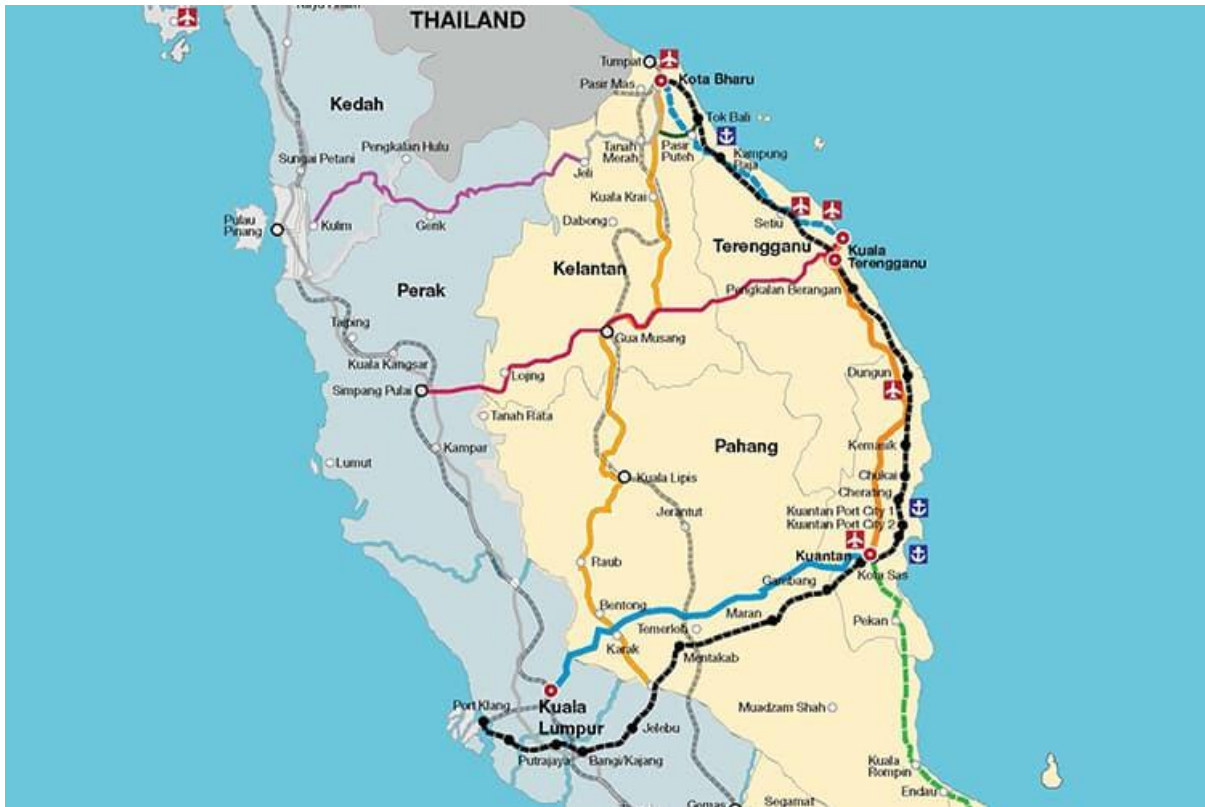 THAILAND
Kedah
Tumpat
Kota Bharu
Pasir Mas
Tok Bali
Pengkalan Hulu
Sungai Petani
Tanah
Merah
Pasir
Puteh
Kampung
Raja
Jeli
Kuala Krai
Pulau
Pinang
Kulim
Gerik
Dabong
Setiu
Terengganu
Kuala
Terengganu
Kelantan
Perak
Pengkalan Berangan
Taiping
Gua Musang
Kuala Kangsar
Simpang Pulai
Lojing
Dungun
Tanah Rata
Pahang
Kemasik
Kampar
Lumut
Kuala Lipis
Chukai
Cherating
Kuantan Port City 1
Kuantan Port City 2
Jerantut
Kuantan
Raub
Gambang
Kota Sas
Bentong
Maran
Temerloh
Pekan
Karak
Mentakab
Port Klang
Kuala
Lumpur
Muadzam Shah
Jelebu
Putrajaya
Bangi/Kajang
Kuala
Rompin
Endau
Gemas
Segamat